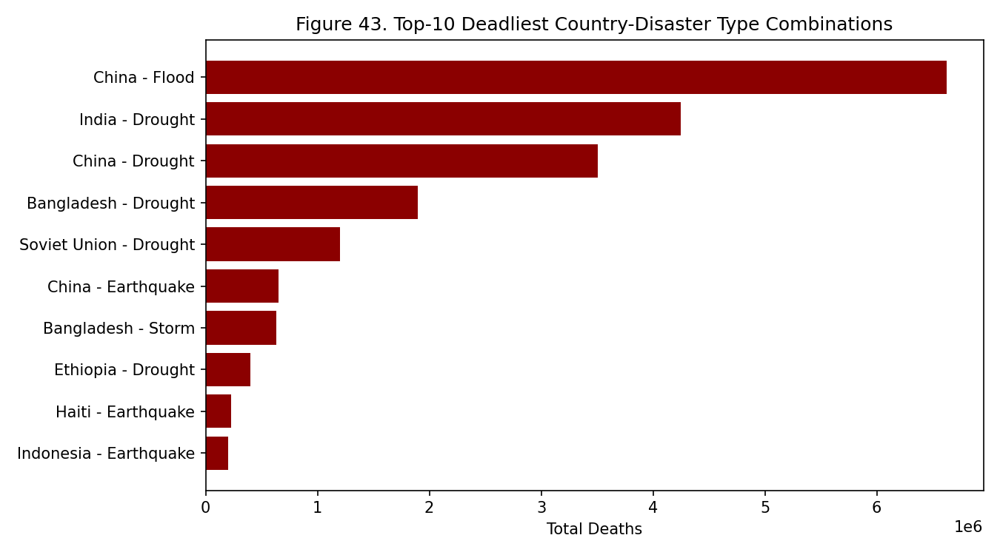 Figure 43. Top-10 Deadliest Country-Disaster Type Combinations
China - Flood
India - Drought
China - Drought
Bangladesh - Drought
Soviet Union - Drought
China - Earthquake
Bangladesh - Storm
Ethiopia - Drought
Haiti - Earthquake
Indonesia - Earthquake
0 1 2 3 4 5 6
Total Deaths
1e6